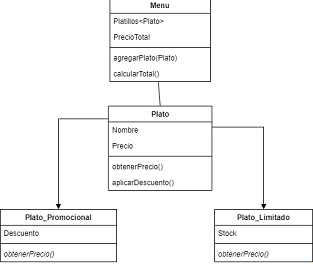 Menu
Platillos<Plato>
PrecioTotal
agregarPlato(Plato)
calcularTotal()
Plato
Nombre
Precio
obtenerPrecio()
aplicarDescuento()
Plato_Promocional
Descuento
obtenerPrecio()
Plato_Limitado
Stock
obtenerPrecio()